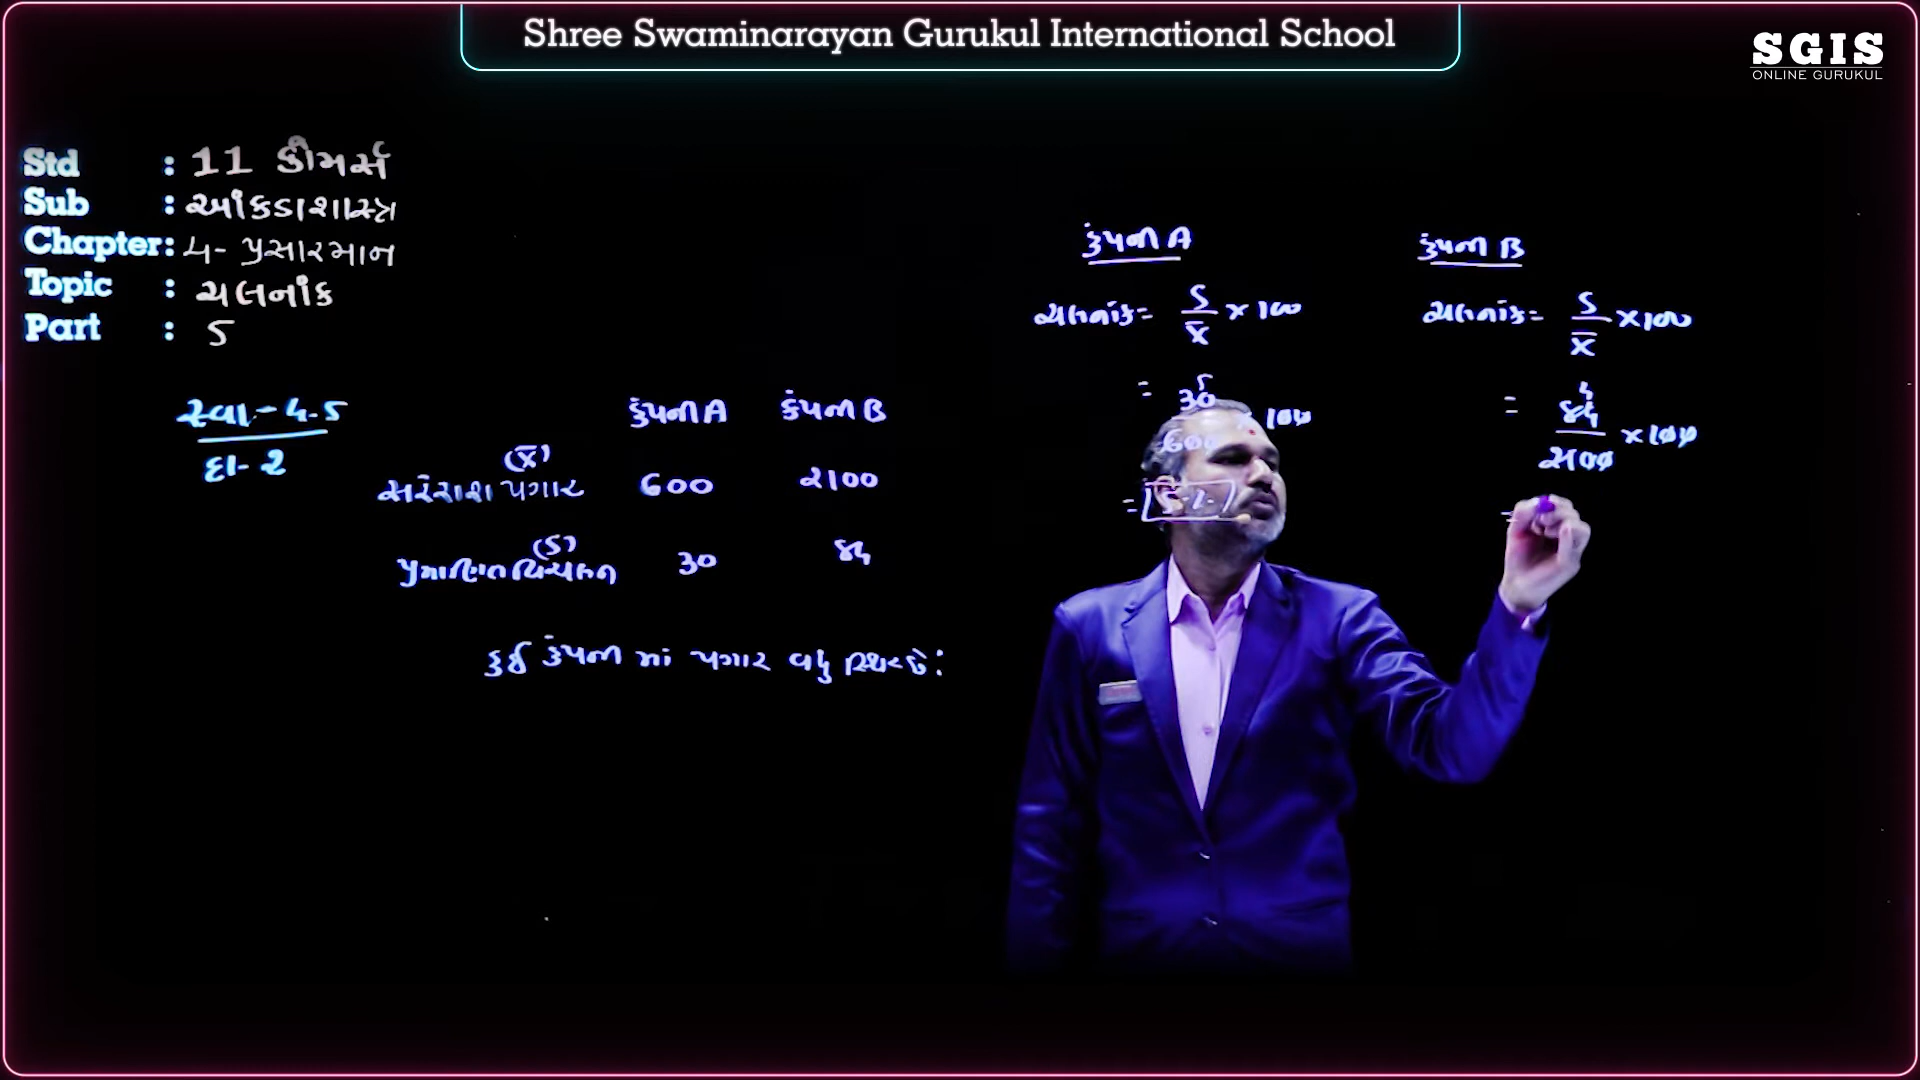 Shree Swaminarayan Gurukul International School
SGIS
ONLINE GURUKUL
Std : 11 કોમર્સ
Sub : આંકડાશાસ્ત્ર
Chapter: 4- પ્રસારમાન
Topic : ચલનાંક
Part : 5
સ્વા.- 4.5
દા- 2
કંપની A કંપની B
(x̄)
સરેરાશ પગાર 600 2100
(S)
પ્રમાણિત વિચલન 30 84
કઈ કંપની માં પગાર વધુ સ્થિર છે:
કંપની A
ચલનાંક = S/x̄ × 100
= 30/600 × 100 5
= 5%
કંપની B
ચલનાંક = S/x̄ × 100
= 84/2100 × 100 4
=